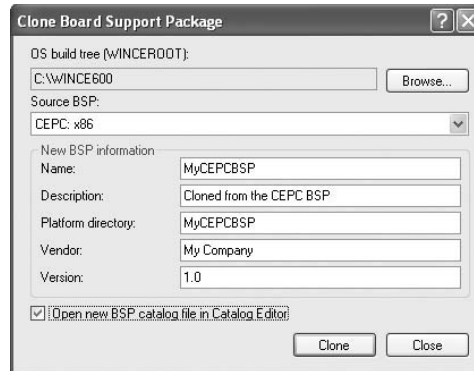 Clone Board Support Package
OS build tree (WINCEROOT):
C:\WINCE600
Browse...
Source BSP:
CEPC: x86
New BSP information
Name:
MyCEPCBSP
Description:
Cloned from the CEPC BSP
Platform directory:
MyCEPCBSP
Vendor:
My Company
Version:
1.0
Open new BSP catalog file in Catalog Editor
Clone
Close